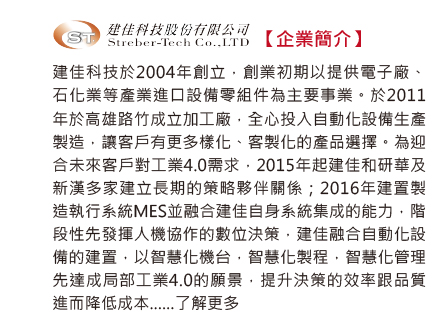 ST 建佳科技股份有限公司
Streber-Tech Co.,LTD 【企業簡介】
建佳科技於2004年創立，創業初期以提供電子廠、
石化業等產業進口設備零組件為主要事業。於2011
年於高雄路竹成立加工廠，全心投入自動化設備生產
製造，讓客戶有更多樣化、客製化的產品選擇。為迎
合未來客戶對工業4.0需求，2015年起建佳和研華及
新漢多家建立長期的策略夥伴關係；2016年建置製
造執行系統MES並融合建佳自身系統集成的能力，階
段性先發揮人機協作的數位決策，建佳融合自動化設
備的建置，以智慧化機台，智慧化製程，智慧化管理
先達成局部工業4.0的願景，提升決策的效率跟品質
進而降低成本......了解更多